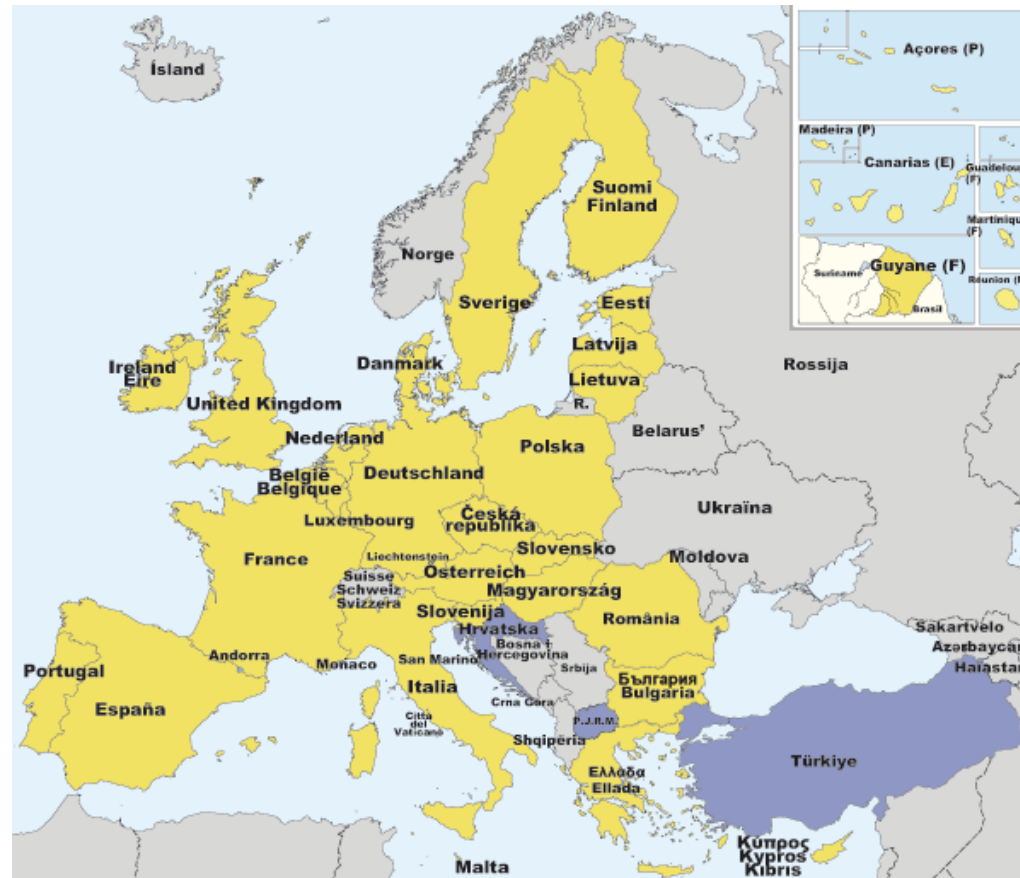 Ísland
Açores (P)
Madeira (P)
Canarias (E)
Guadelou
(F)
Martiniqu
(F)
Guyane (F)
Suriname
Brasil
Réunion (
Suomi
Finland
Norge
Sverige
Eesti
Latvija
Lietuva
R.
Danmark
Ireland
Éire
United Kingdom
Nederland
België
Belgique
Deutschland
Polska
Belarus'
Rossija
Luxembourg
Česká
republika
Ukraïna
France
Liechtenstein
Slovensko
Moldova
Suisse
Schweiz
Svizzera
Österreich
Magyarország
Slovenija
Hrvatska
România
Bosna i
Hercegovina
Srbija
Sakartvelo
Azərbaycan
Haiastan
Portugal
Andorra
Monaco
San Marino
España
Italia
България
Bulgaria
Città
del
Vaticano
Crna Gora
P.J.R.M.
Shqipëria
Türkiye
Ελλάδα
Ellada
Malta
Κύπρος
Kypros
Kibris